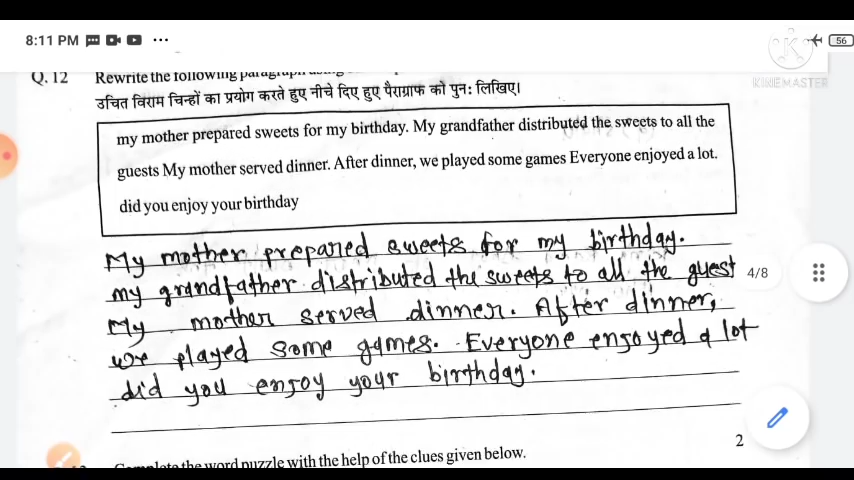 8:11 PM
56
KINEMASTER
Q. 12 Rewrite the following paragraph using
उचित विराम चिन्हों का प्रयोग करते हुए नीचे दिए हुए पैराग्राफ को पुन: लिखिए।
my mother prepared sweets for my birthday. My grandfather distributed the sweets to all the
guests My mother served dinner. After dinner, we played some games Everyone enjoyed a lot.
did you enjoy your birthday
My mother prepared sweets for my birthday.
my grandfather distributed the sweets to all the guest
My mother served dinner. After dinner,
we played some games. Everyone enjoyed a lot
did you enjoy your birthday.
4/8
2
Complete the word puzzle with the help of the clues given below.